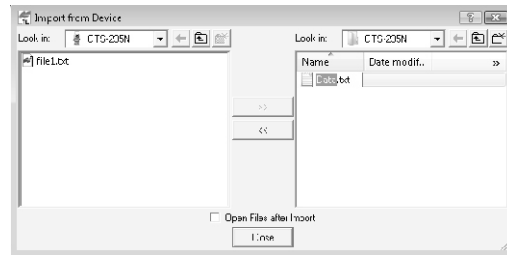 Import from Device
Look in: CTS-235N
Look in: CTS-235N
file1.txt
Name Date modif.. »
Data.txt
>>
<<
Open Files after Import
Close